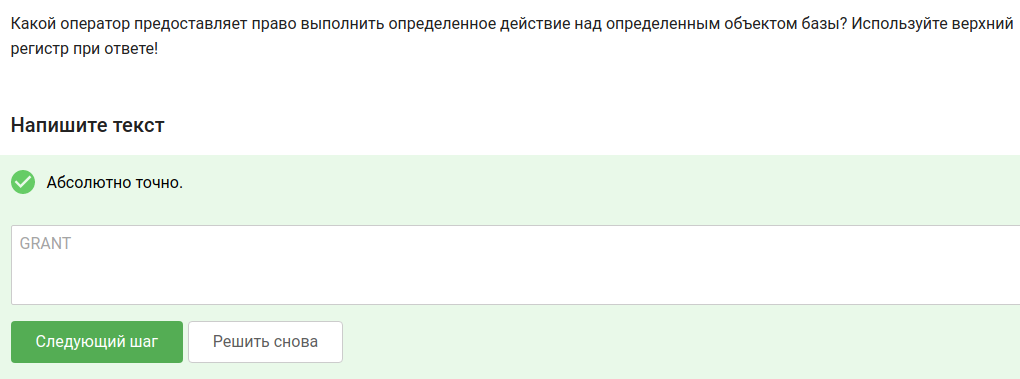 Какой оператор предоставляет право выполнить определенное действие над определенным объектом базы? Используйте верхний
регистр при ответе!
Напишите текст
Абсолютно точно.
GRANT
Следующий шаг
Решить снова